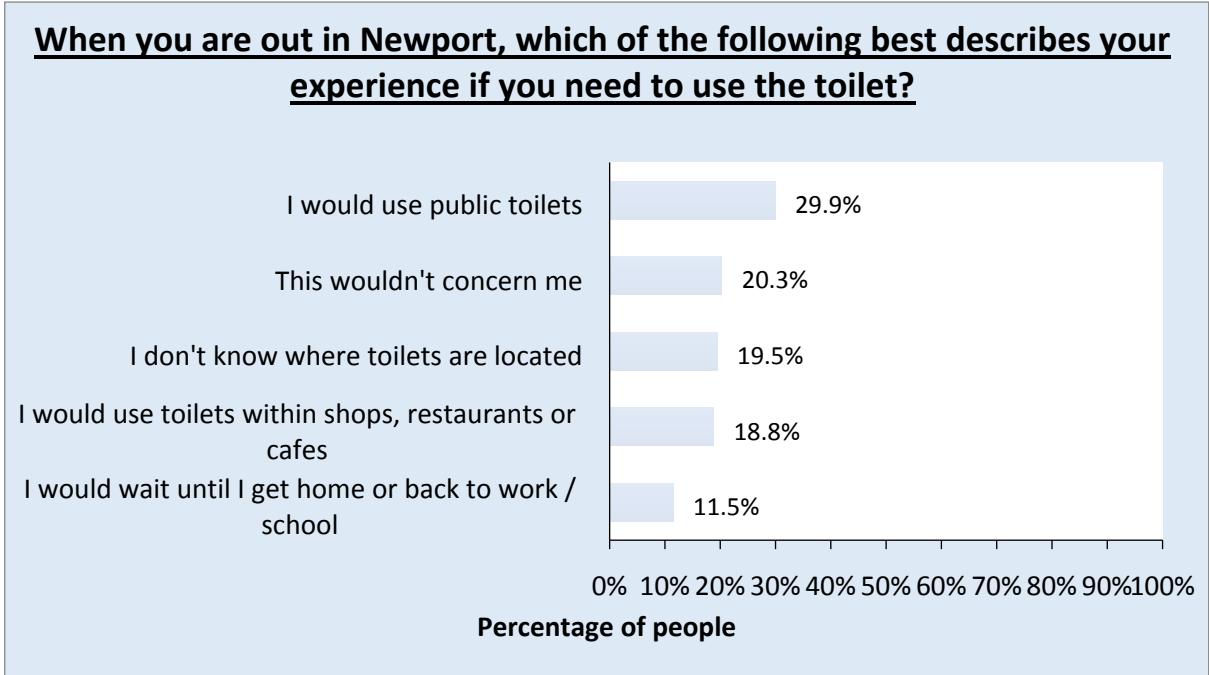 When you are out in Newport, which of the following best describes your
experience if you need to use the toilet?
I would use public toilets
29.9%
This wouldn't concern me
20.3%
I don't know where toilets are located
19.5%
I would use toilets within shops, restaurants or
cafes
18.8%
I would wait until I get home or back to work /
school
11.5%
0% 10% 20% 30% 40% 50% 60% 70% 80% 90%100%
Percentage of people